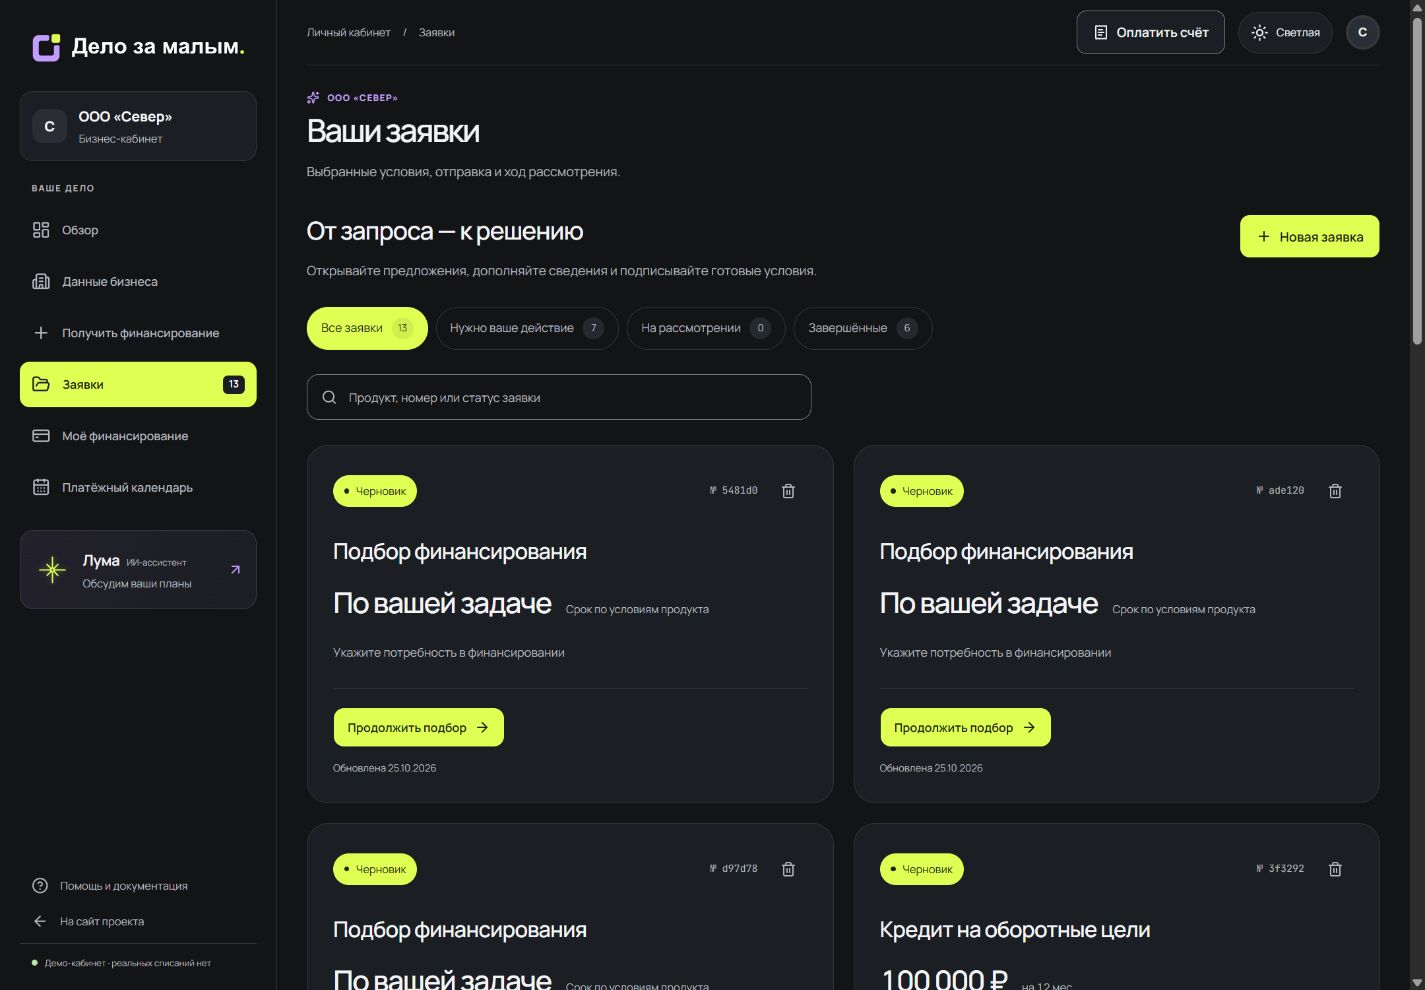 Дело за малым.
С
ООО «Север»
Бизнес-кабинет
ВАШЕ ДЕЛО
Обзор
Данные бизнеса
Получить финансирование
Заявки 13
Моё финансирование
Платёжный календарь
Лума ИИ-ассистент
Обсудим ваши планы
Помощь и документация
На сайт проекта
Демо-кабинет · реальных списаний нет
Личный кабинет / Заявки
Оплатить счёт
Светлая
С
ООО «СЕВЕР»
Ваши заявки
Выбранные условия, отправка и ход рассмотрения.
От запроса — к решению
Новая заявка
Открывайте предложения, дополняйте сведения и подписывайте готовые условия.
Все заявки 13
Нужно ваше действие 7
На рассмотрении 0
Завершённые 6
Продукт, номер или статус заявки
Черновик № 5481d0
Подбор финансирования
По вашей задаче Срок по условиям продукта
Укажите потребность в финансировании
Продолжить подбор
Обновлена 25.10.2026
Черновик № ade120
Подбор финансирования
По вашей задаче Срок по условиям продукта
Укажите потребность в финансировании
Продолжить подбор
Обновлена 25.10.2026
Черновик № d97d78
Подбор финансирования
По вашей задаче Срок по условиям продукта
Черновик № 3f3292
Кредит на оборотные цели
100 000 ₽ на 12 мес.